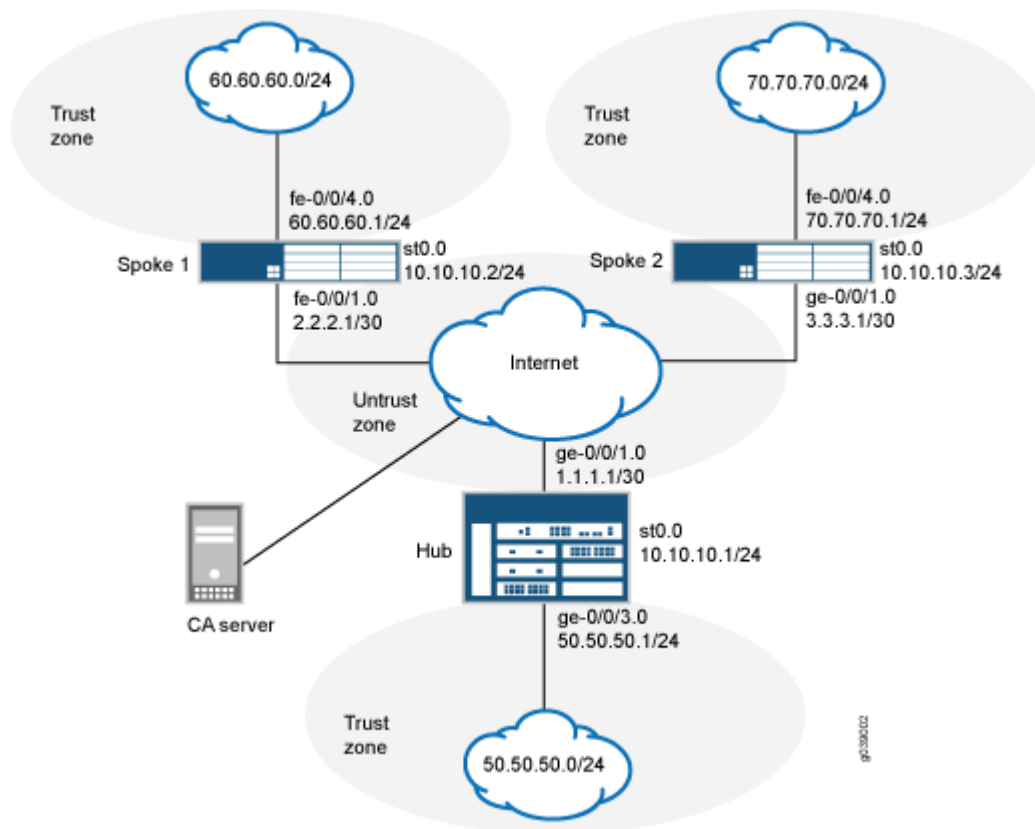 60.60.60.0/24
70.70.70.0/24
Trust
zone
Trust
zone
fe-0/0/4.0
60.60.60.1/24
fe-0/0/4.0
70.70.70.1/24
Spoke 1
st0.0
10.10.10.2/24
Spoke 2
st0.0
10.10.10.3/24
fe-0/0/1.0
2.2.2.1/30
ge-0/0/1.0
3.3.3.1/30
Internet
Untrust
zone
ge-0/0/1.0
1.1.1.1/30
Hub
st0.0
10.10.10.1/24
CA server
ge-0/0/3.0
50.50.50.1/24
Trust
zone
50.50.50.0/24
g039002